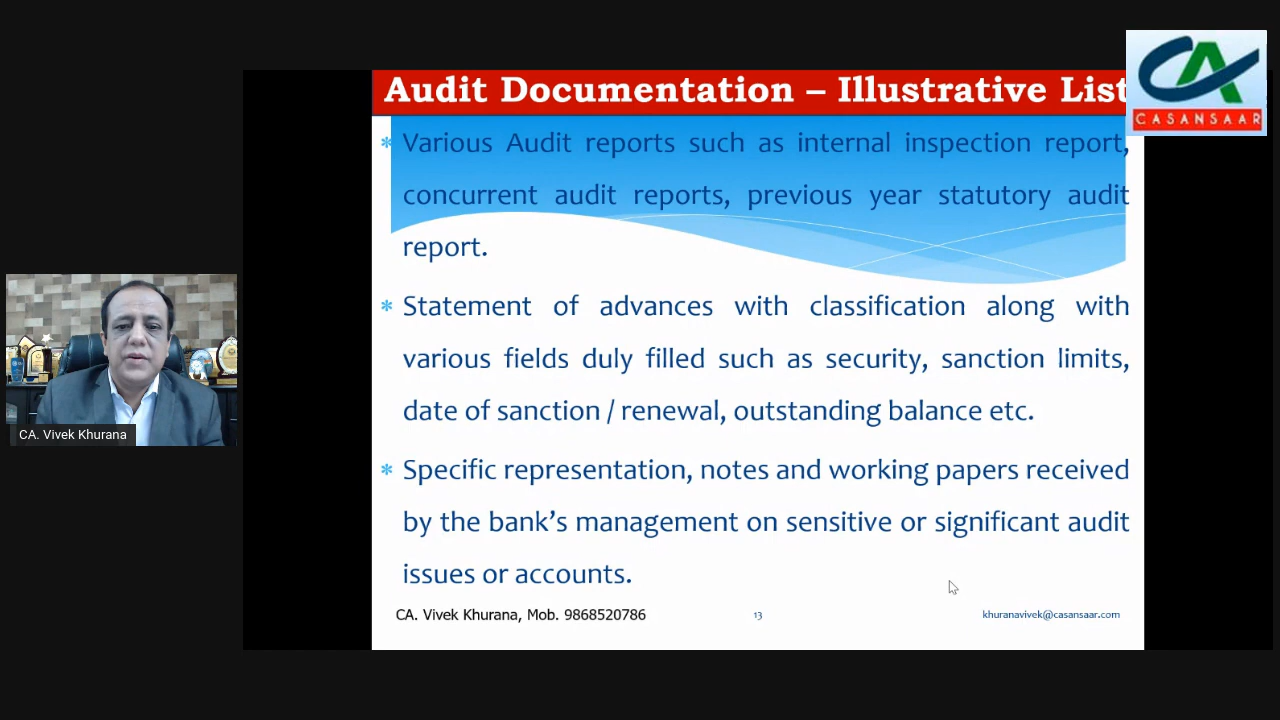 Audit Documentation – Illustrative List
CASANSAAR
* Various Audit reports such as internal inspection report,
concurrent audit reports, previous year statutory audit
report.
* Statement of advances with classification along with
various fields duly filled such as security, sanction limits,
date of sanction / renewal, outstanding balance etc.
* Specific representation, notes and working papers received
by the bank’s management on sensitive or significant audit
issues or accounts.
CA. Vivek Khurana, Mob. 9868520786
13
khuranavivek@casansaar.com
CA. Vivek Khurana